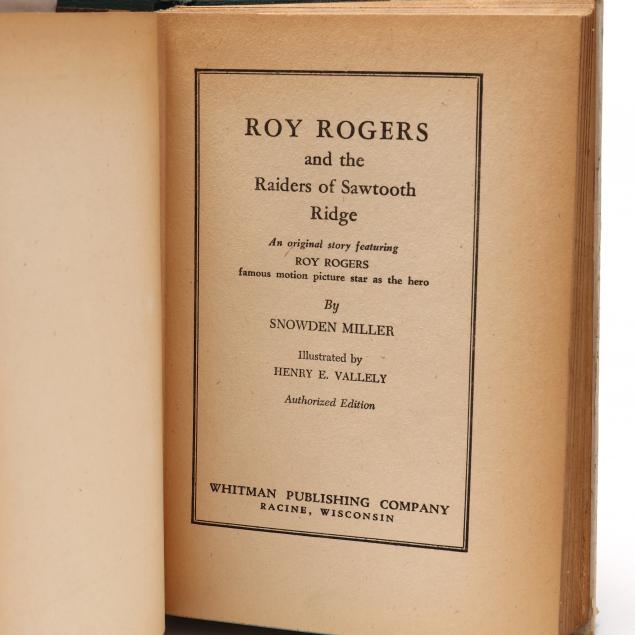 ROY ROGERS
and the
Raiders of Sawtooth
Ridge
An original story featuring
ROY ROGERS
famous motion picture star as the hero
By
SNOWDEN MILLER
Illustrated by
HENRY E. VALLELY
Authorized Edition
WHITMAN PUBLISHING COMPANY
RACINE, WISCONSIN